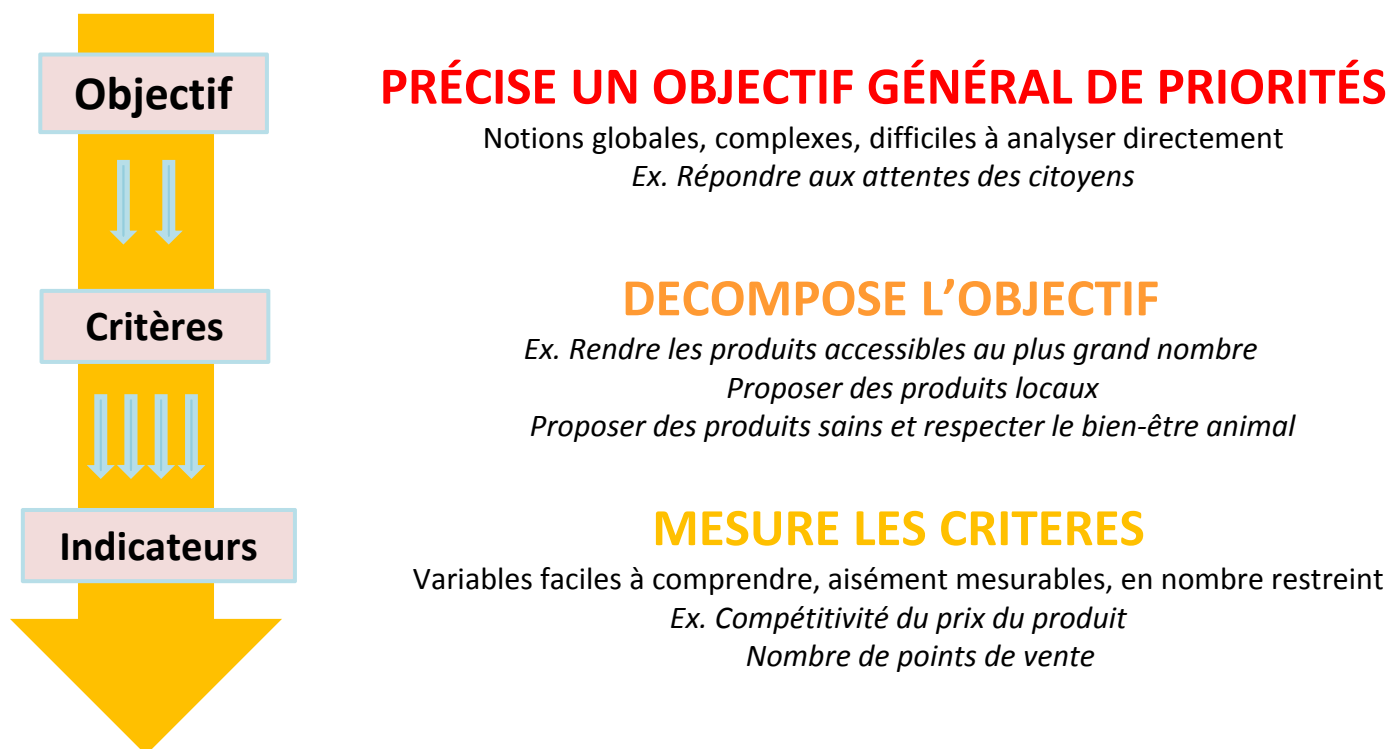 Objectif
PRÉCISE UN OBJECTIF GÉNÉRAL DE PRIORITÉS
Notions globales, complexes, difficiles à analyser directement
Ex. Répondre aux attentes des citoyens
Critères
DECOMPOSE L’OBJECTIF
Ex. Rendre les produits accessibles au plus grand nombre
Proposer des produits locaux
Proposer des produits sains et respecter le bien-être animal
Indicateurs
MESURE LES CRITERES
Variables faciles à comprendre, aisément mesurables, en nombre restreint
Ex. Compétitivité du prix du produit
Nombre de points de vente